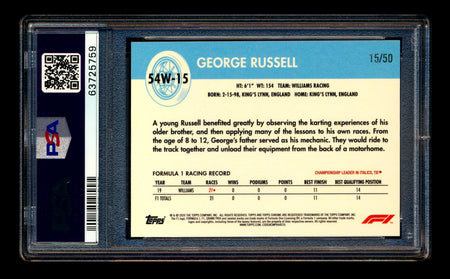 GEORGE RUSSELL
15/50
54W-15
HT: 6'1" WT: 154 TEAM: WILLIAMS RACING
BORN: 2-15-98, KING'S LYNN, ENGLAND HOME: KING'S LYNN, ENGLAND
A young Russell benefited greatly by observing the karting experiences of his
older brother, and then applying many of the lessons to his own races. From
the age of 8 to 12, George's father served as his mechanic. They would ride to
the track together and unload their equipment from the back of a motorhome.
FORMULA 1 RACING RECORD
CHAMPIONSHIP LEADER IN ITALICS, TIE
YEAR TEAM RACES WINS PODIUMS POINTS BEST FINISH BEST QUALIFYING POSITION
19 WILLIAMS 21 0 0 0 11 14
F1 TOTALS 21 0 0 0 11 14
TOPPS
F1
PSA
63725759